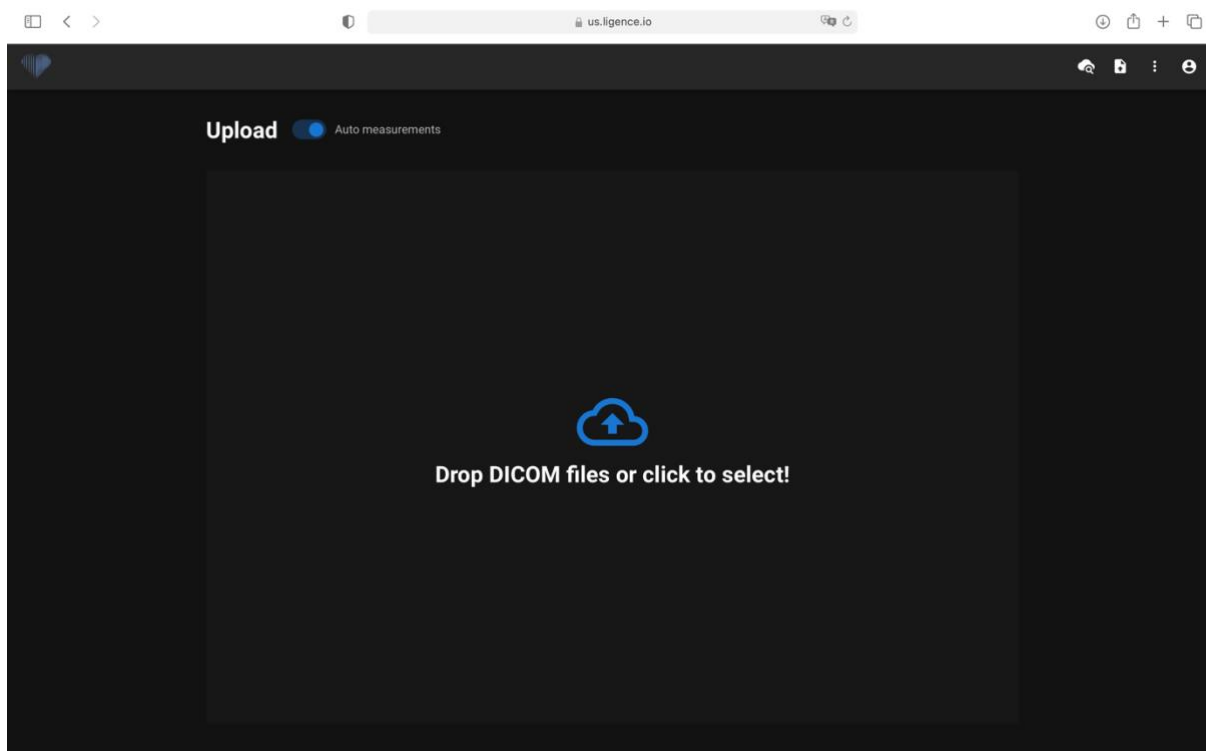 us.ligence.io
Upload
Auto measurements
Drop DICOM files or click to select!